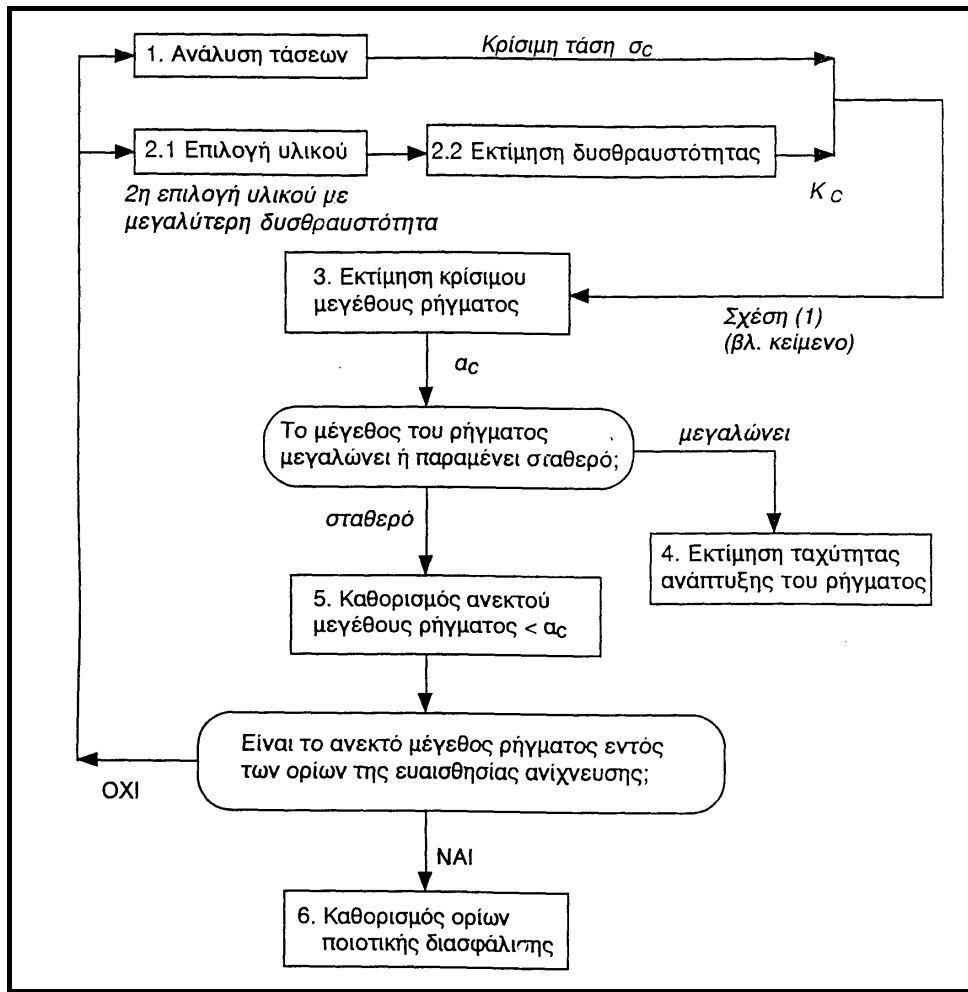 1. Ανάλυση τάσεων
Κρίσιμη τάση σc
2.1 Επιλογή υλικού
2.2 Εκτίμηση δυσθραυστότητας
Kc
2η επιλογή υλικού με
μεγαλύτερη δυσθραυστότητα
3. Εκτίμηση κρίσιμου
μεγέθους ρήγματος
Σχέση (1)
(βλ. κείμενο)
αc
Το μέγεθος του ρήγματος
μεγαλώνει ή παραμένει σταθερό;
μεγαλώνει
σταθερό
4. Εκτίμηση ταχύτητας
ανάπτυξης του ρήγματος
5. Καθορισμός ανεκτού
μεγέθους ρήγματος < αc
Είναι το ανεκτό μέγεθος ρήγματος εντός
των ορίων της ευαισθησίας ανίχνευσης;
ΟΧΙ
ΝΑΙ
6. Καθορισμός ορίων
ποιοτικής διασφάλισης